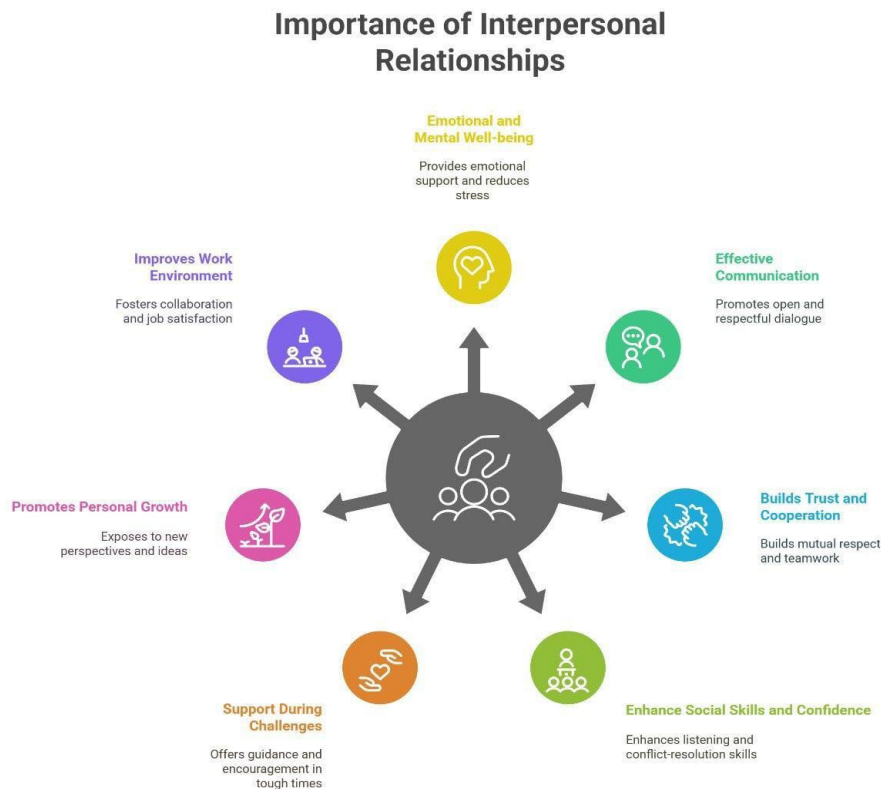 Importance of Interpersonal
Relationships
Emotional and
Mental Well-being
Provides emotional
support and reduces
stress
Improves Work
Environment
Fosters collaboration
and job satisfaction
Effective
Communication
Promotes open and
respectful dialogue
Promotes Personal Growth
Exposes to new
perspectives and ideas
Builds Trust and
Cooperation
Builds mutual respect
and teamwork
Support During
Challenges
Offers guidance and
encouragement in
tough times
Enhance Social Skills and Confidence
Enhances listening and
conflict-resolution skills